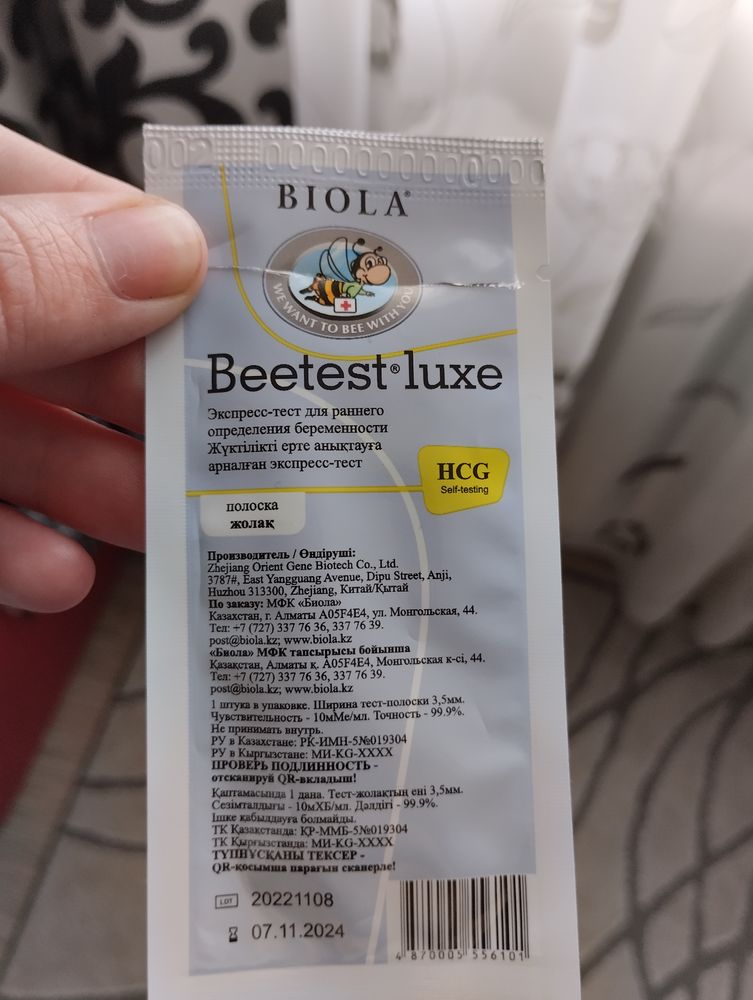 BIOLA®
WE WANT TO BEE WITH YOU
Beetest® luxe
Экспресс-тест для раннего
определения беременности
Жүктілікті ерте анықтауға
арналған экспресс-тест
HCG
Self-testing
полоска
жолақ
Производитель / Өндіруші:
Zhejiang Orient Gene Biotech Co., Ltd.
3787#, East Yangguang Avenue, Dipu Street, Anji,
Huzhou 313300, Zhejiang, Китай/Қытай
По заказу: МФК «Биола»
Казахстан, г. Алматы A05F4E4, ул. Монгольская, 44.
Тел: +7 (727) 337 76 36, 337 76 39.
post@biola.kz; www.biola.kz
«Биола» МФК тапсырысы бойынша
Қазақстан, Алматы қ. A05F4E4, Монгольская к-сі, 44.
Тел: +7 (727) 337 76 36, 337 76 39.
post@biola.kz; www.biola.kz
1 штука в упаковке. Ширина тест-полоски 3,5мм.
Чувствительность - 10мМе/мл. Точность - 99.9%.
Не принимать внутрь.
РУ в Казахстане: РК-ИМН-5№019304
РУ в Кыргызстане: МИ-KG-XXXX
ПРОВЕРЬ ПОДЛИННОСТЬ -
отсканируй QR-вкладыш!
Қаптамасында 1 дана. Тест-жолақтың ені 3,5мм.
Сезімталдығы - 10мХБ/мл. Дәлдігі - 99.9%.
Ішке қабылдауға болмайды.
ТК Қазақстанда: ҚР-ММБ-5№019304
ТК Қырғызстанда: МИ-KG-XXXX
ТҮПНҰСҚАНЫ ТЕКСЕР -
QR-қосымша парағын сканерле!
LOT 20221108
07.11.2024
4 870005 556101